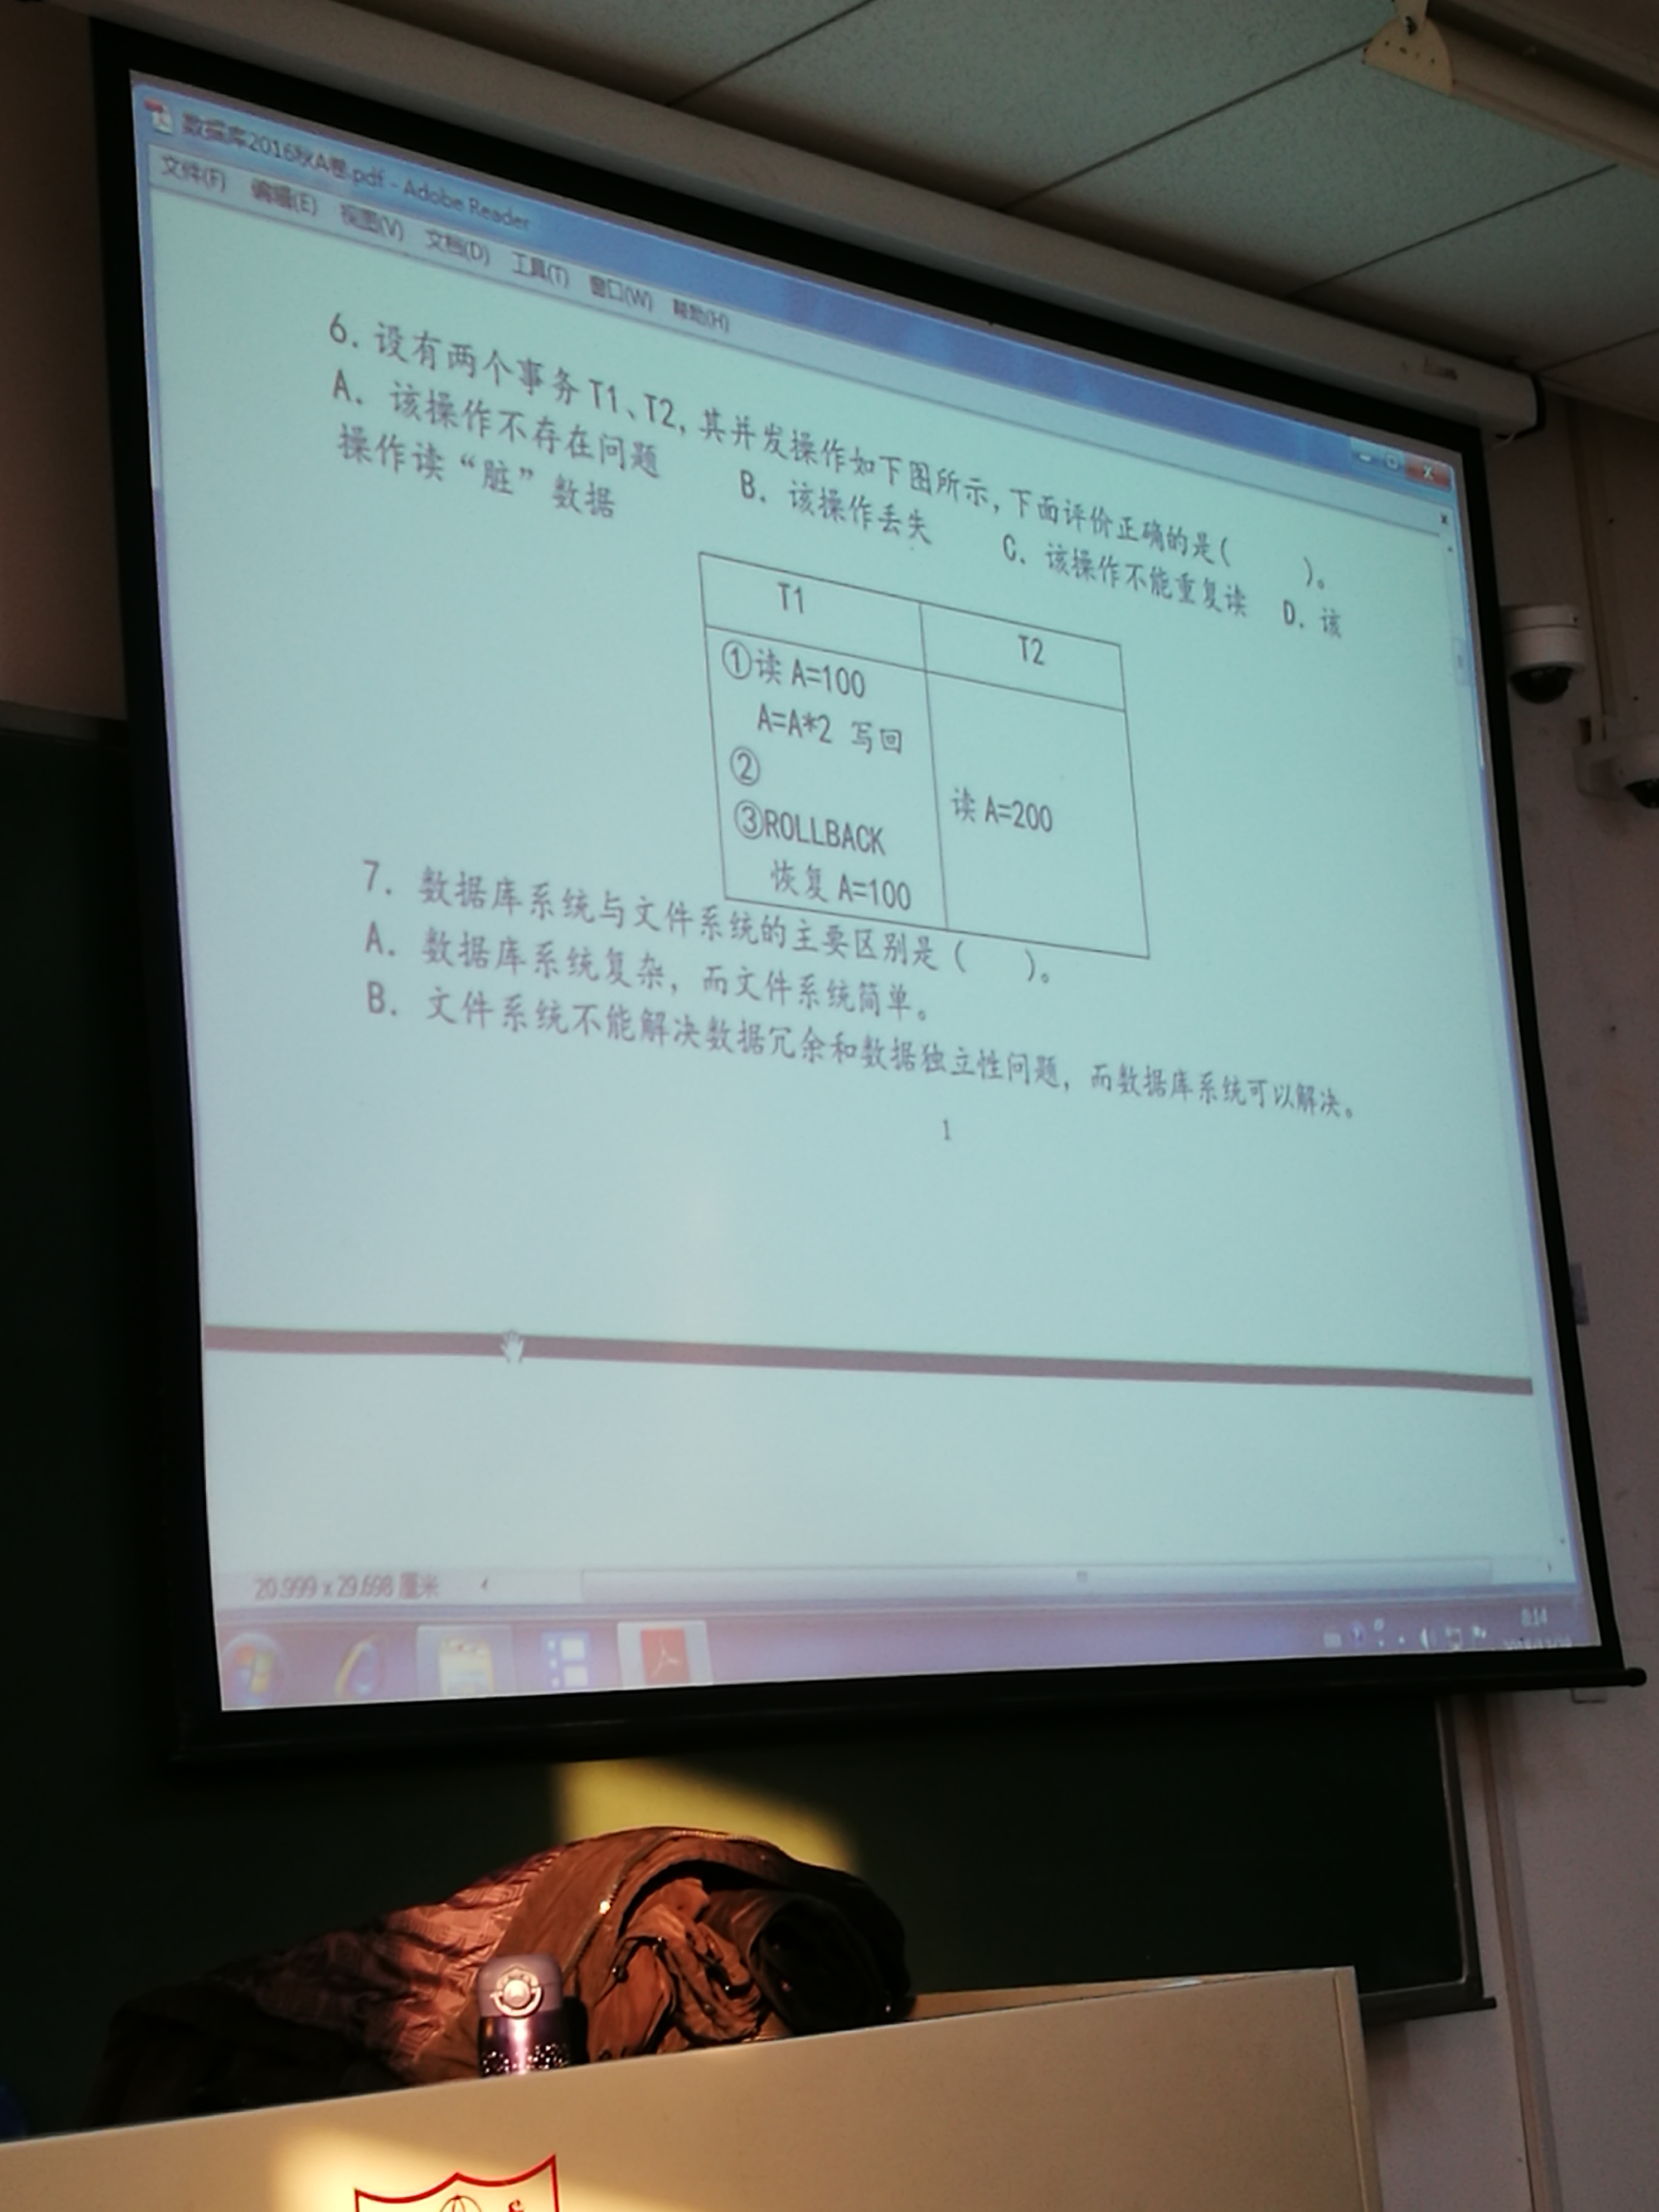 数据库2016秋A卷.pdf - Adobe Reader
文件(F) 编辑(E) 视图(V) 文档(D) 工具(T) 窗口(W) 帮助(H)
6. 设有两个事务 T1、T2, 其并发操作如下图所示, 下面评价正确的是( )。
A. 该操作不存在问题 B. 该操作丢失 C. 该操作不能重复读 D. 该
操作读“脏”数据
T1 T2
①读 A=100
A=A*2 写回
② 读 A=200
③ROLLBACK
恢复 A=100
7. 数据库系统与文件系统的主要区别是( )。
A. 数据库系统复杂, 而文件系统简单。
B. 文件系统不能解决数据冗余和数据独立性问题, 而数据库系统可以解决。
1
20.999 x 29.698 厘米
8:14